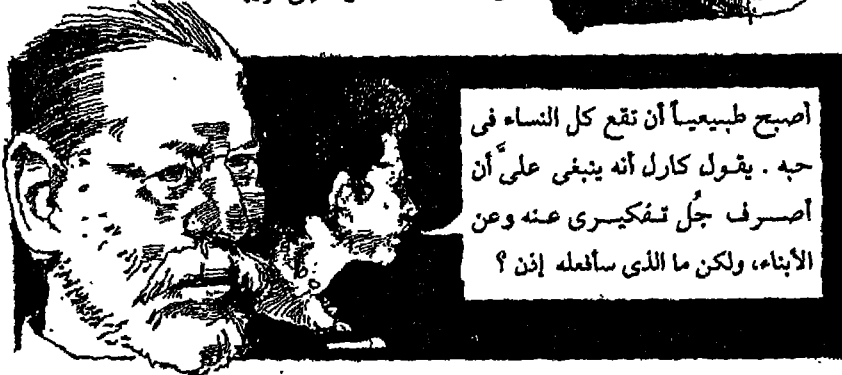 أصبح طبيعياً أن تقع كل النساء فى
حبه . يقول كارل أنه ينبغى علىَّ أن
أصرف جُل تفكيرى عنه وعن
الأبناء، ولكن ما الذى سأفعله إذن ؟